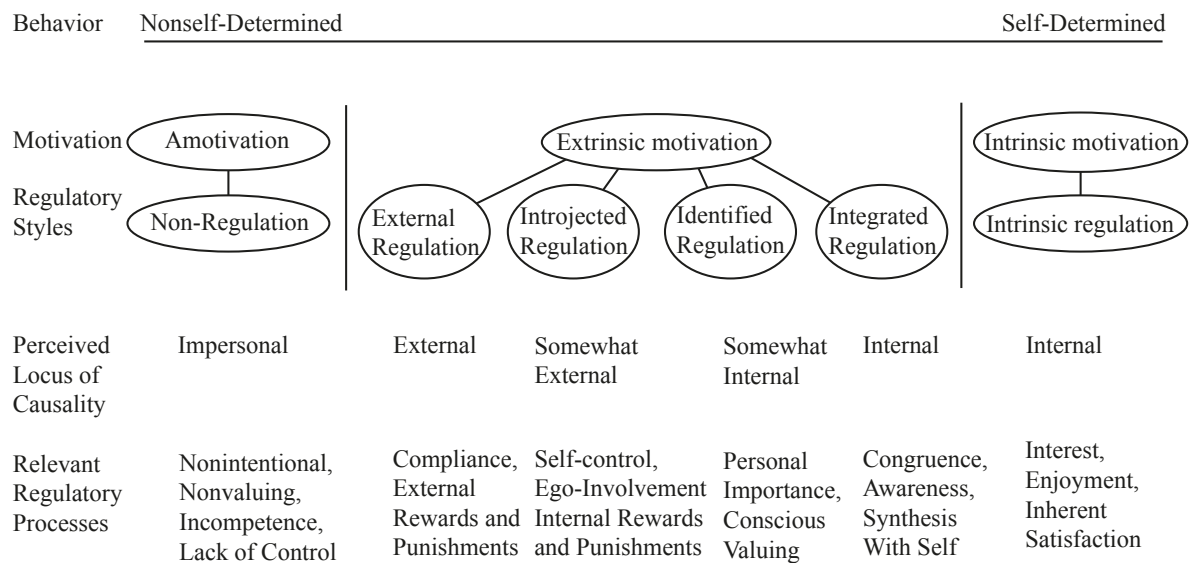 Behavior Nonself-Determined Self-Determined
Motivation Amotivation Extrinsic motivation Intrinsic motivation
Regulatory
Styles
Non-Regulation
External
Regulation
Introjected
Regulation
Identified
Regulation
Integrated
Regulation
Intrinsic regulation
Perceived
Locus of
Causality
Impersonal
External
Somewhat
External
Somewhat
Internal
Internal
Internal
Relevant
Regulatory
Processes
Nonintentional,
Nonvaluing,
Incompetence,
Lack of Control
Compliance,
External
Rewards and
Punishments
Self-control,
Ego-Involvement
Internal Rewards
and Punishments
Personal
Importance,
Conscious
Valuing
Congruence,
Awareness,
Synthesis
With Self
Interest,
Enjoyment,
Inherent
Satisfaction